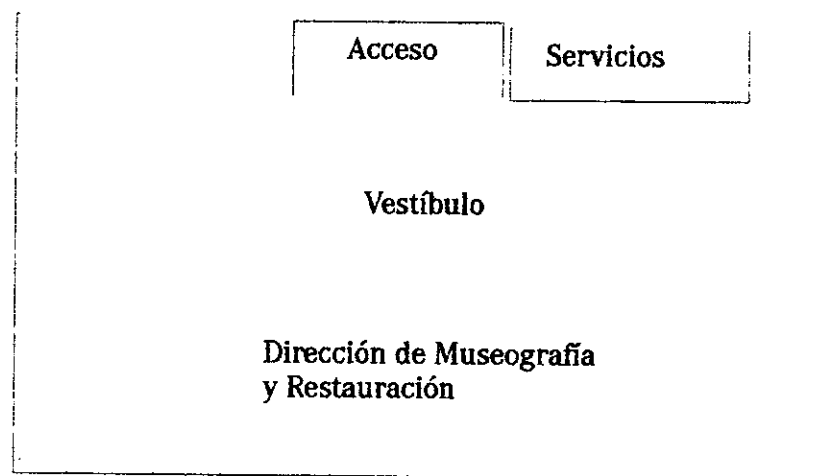 Acceso
Servicios
Vestíbulo
Dirección de Museografía
y Restauración